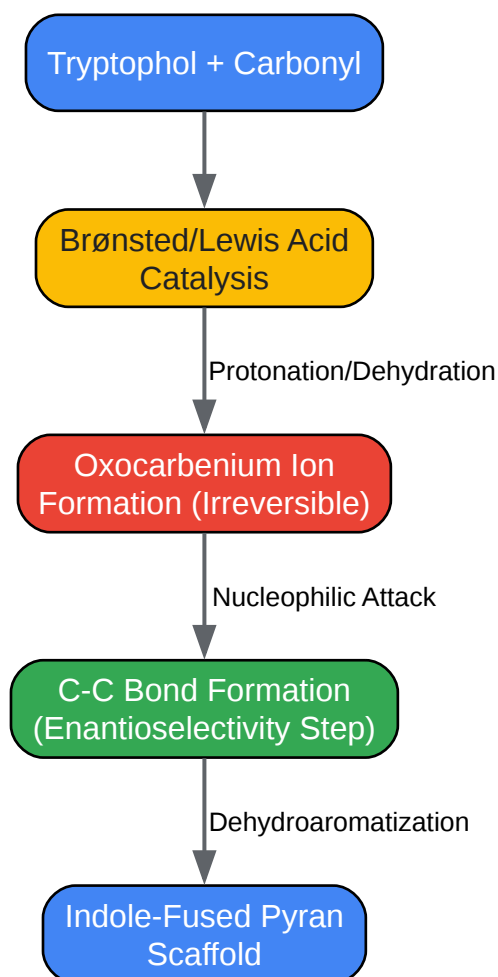 Tryptophol + Carbonyl
Brønsted/Lewis Acid
Catalysis
Protonation/Dehydration
Oxocarbenium Ion
Formation (Irreversible)
Nucleophilic Attack
C-C Bond Formation
(Enantioselectivity Step)
Dehydroaromatization
Indole-Fused Pyran
Scaffold